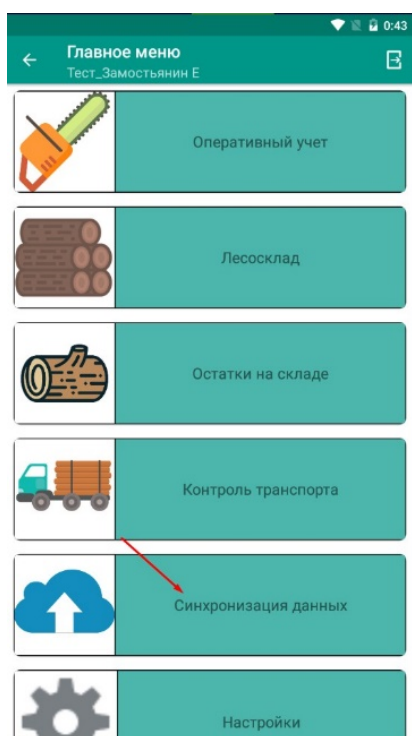 0:43
Главное меню
Тест_Замостьянин Е
Оперативный учет
Лесосклад
Остатки на складе
Контроль транспорта
Синхронизация данных
Настройки